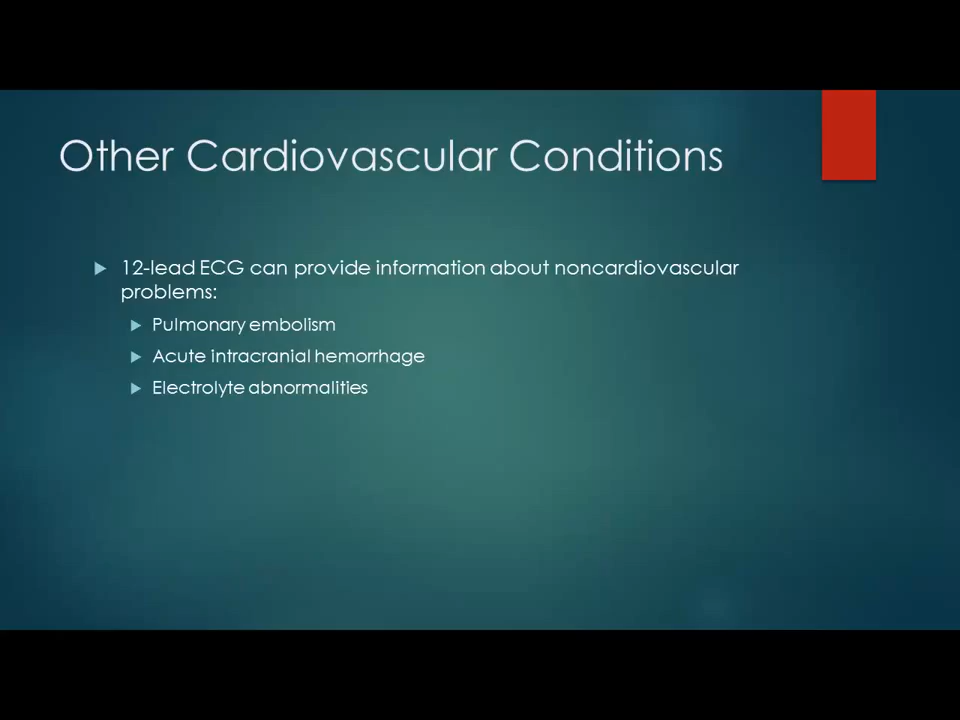 Other Cardiovascular Conditions
12-lead ECG can provide information about noncardiovascular
problems:
Pulmonary embolism
Acute intracranial hemorrhage
Electrolyte abnormalities